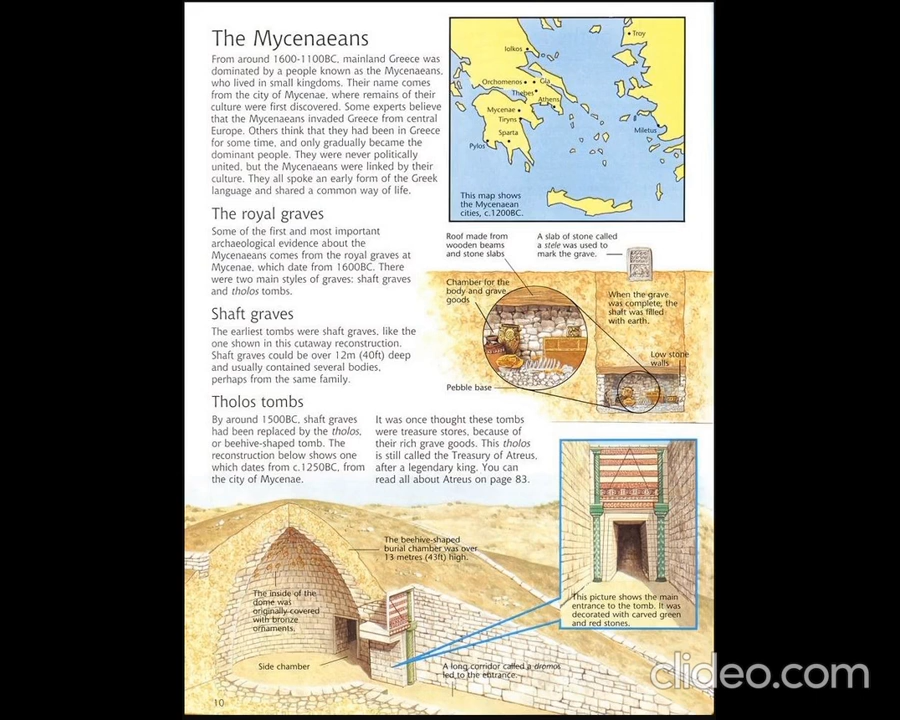 The Mycenaeans
From around 1600-1100BC, mainland Greece was
dominated by a people known as the Mycenaeans,
who lived in small kingdoms. Their name comes
from the city of Mycenae, where remains of their
culture were first discovered. Some experts believe
that the Mycenaeans invaded Greece from central
Europe. Others think that they had been in Greece
for some time, and only gradually became the
dominant people. They were never politically
united, but the Mycenaeans were linked by their
culture. They all spoke an early form of the Greek
language and shared a common way of life.
Troy
Iolkos
Orchomenos
Gla
Thebes
Athens
Mycenae
Tiryns
Sparta
Pylos
Miletus
This map shows
the Mycenaean
cities, c.1200BC.
The royal graves
Some of the first and most important
archaeological evidence about the
Mycenaeans comes from the royal graves at
Mycenae, which date from 1600BC. There
were two main styles of graves: shaft graves
and tholos tombs.
Roof made from
wooden beams
and stone slabs
A slab of stone called
a stele was used to
mark the grave.
Chamber for the
body and grave
goods
When the grave
was complete, the
shaft was filled
with earth.
Low stone
walls
Pebble base
Shaft graves
The earliest tombs were shaft graves, like the
one shown in this cutaway reconstruction.
Shaft graves could be over 12m (40ft) deep
and usually contained several bodies,
perhaps from the same family.
Tholos tombs
By around 1500BC, shaft graves
had been replaced by the tholos,
or beehive-shaped tomb. The
reconstruction below shows one
which dates from c.1250BC, from
the city of Mycenae.
It was once thought these tombs
were treasure stores, because of
their rich grave goods. This tholos
is still called the Treasury of Atreus,
after a legendary king. You can
read all about Atreus on page 83.
The beehive-shaped
burial chamber was over
13 metres (43ft) high.
The inside of the
dome was
originally covered
with bronze
ornaments.
Side chamber
A long corridor called a dromos
led to the entrance.
This picture shows the main
entrance to the tomb. It was
decorated with carved green
and red stones.
10
clideo.com